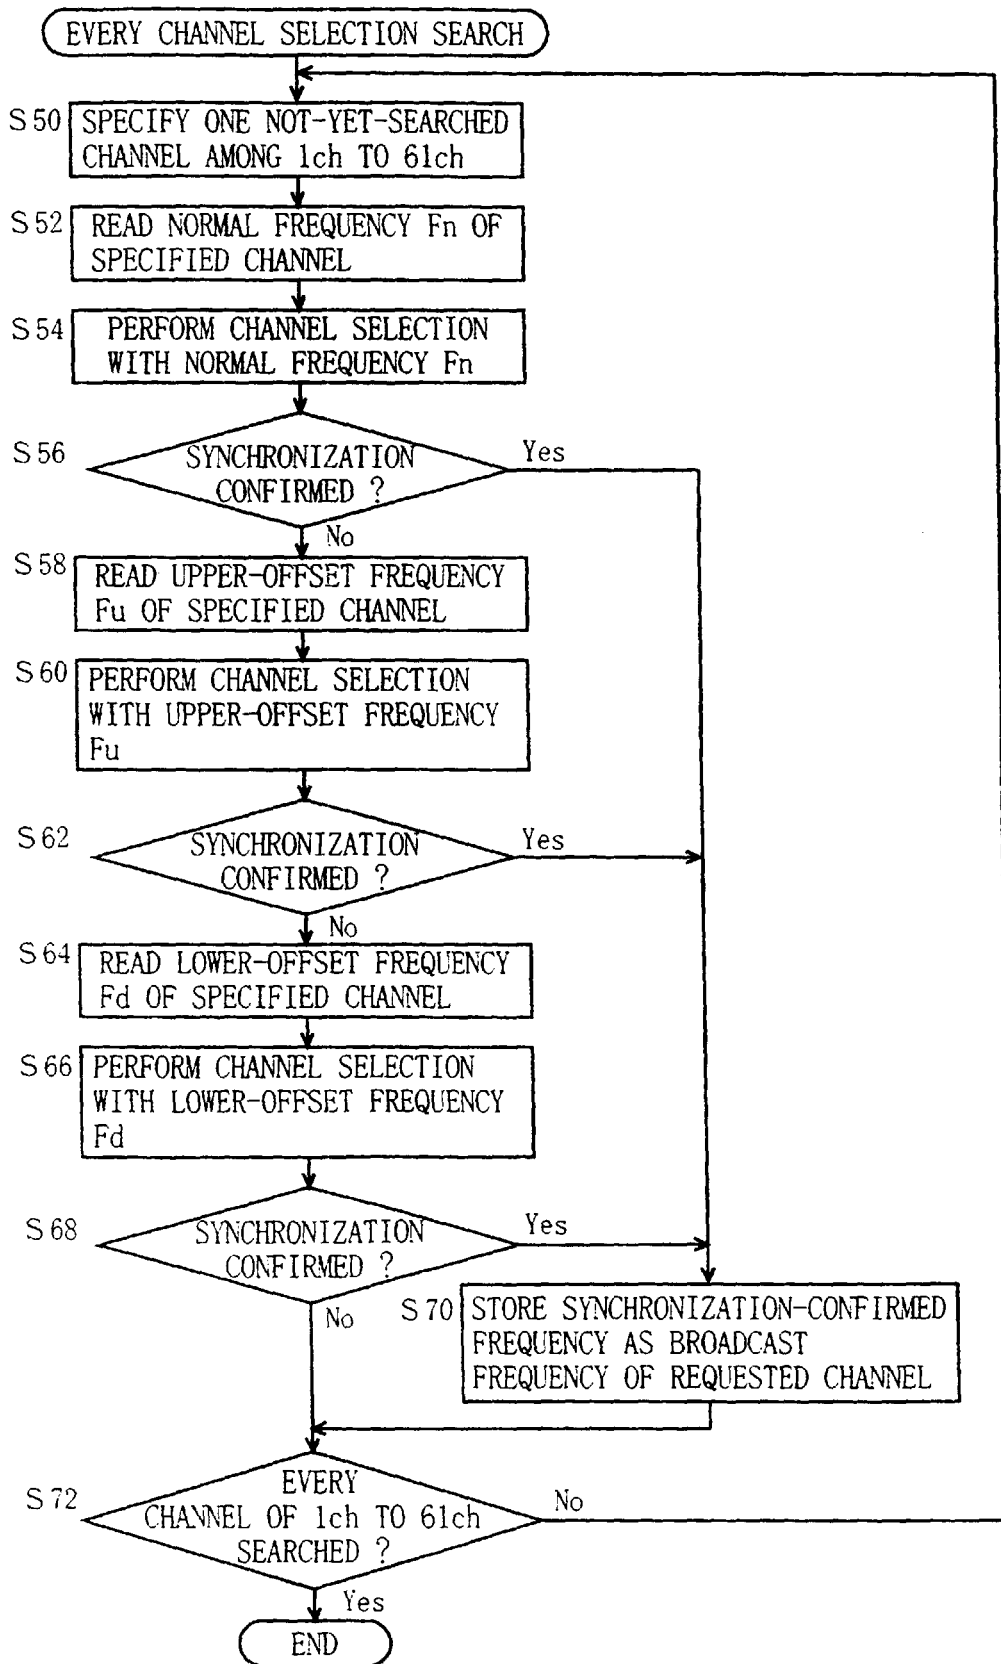 EVERY CHANNEL SELECTION SEARCH
S50
SPECIFY ONE NOT-YET-SEARCHED
CHANNEL AMONG 1ch TO 61ch
S52
READ NORMAL FREQUENCY Fn OF
SPECIFIED CHANNEL
S54
PERFORM CHANNEL SELECTION
WITH NORMAL FREQUENCY Fn
S56
SYNCHRONIZATION
CONFIRMED ?
Yes
No
S58
READ UPPER-OFFSET FREQUENCY
Fu OF SPECIFIED CHANNEL
S60
PERFORM CHANNEL SELECTION
WITH UPPER-OFFSET FREQUENCY
Fu
S62
SYNCHRONIZATION
CONFIRMED ?
Yes
No
S64
READ LOWER-OFFSET FREQUENCY
Fd OF SPECIFIED CHANNEL
S66
PERFORM CHANNEL SELECTION
WITH LOWER-OFFSET FREQUENCY
Fd
S68
SYNCHRONIZATION
CONFIRMED ?
Yes
No
S70
STORE SYNCHRONIZATION-CONFIRMED
FREQUENCY AS BROADCAST
FREQUENCY OF REQUESTED CHANNEL
S72
EVERY
CHANNEL OF 1ch TO 61ch
SEARCHED ?
No
Yes
END